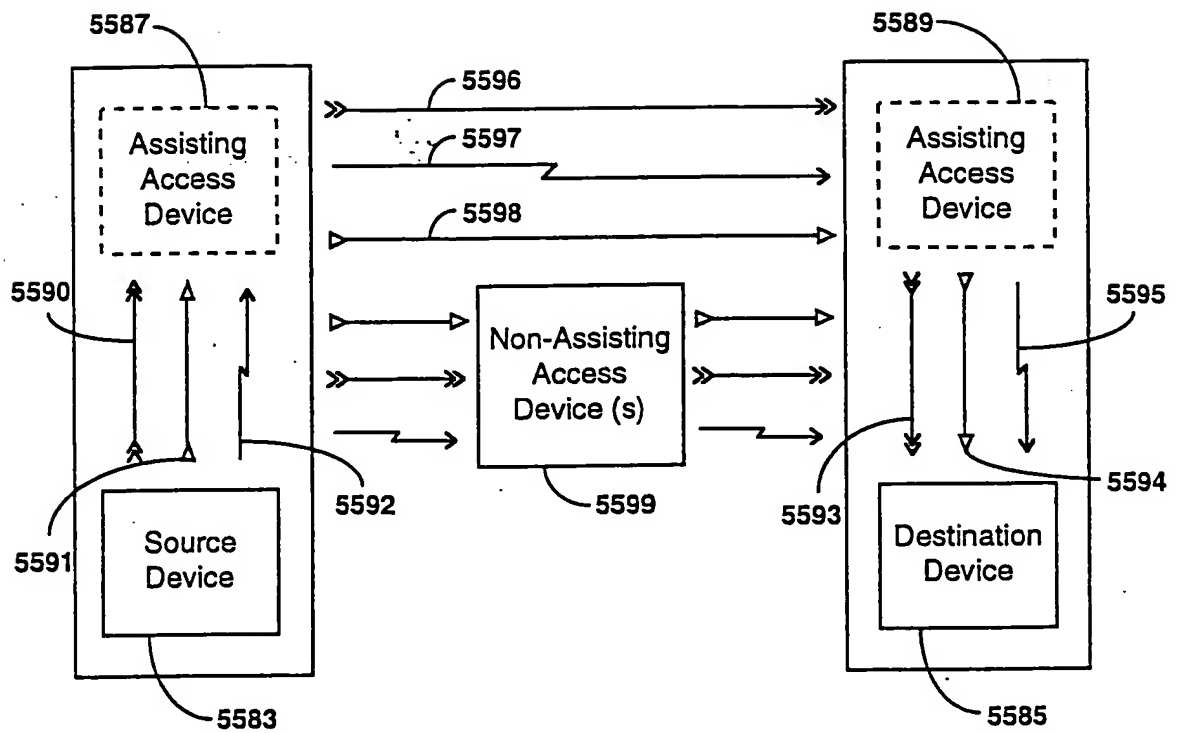 5587
5589
5596
Assisting
Access
Device
5597
Assisting
Access
Device
5598
5590
5595
Non-Assisting
Access
Device (s)
5592
5599
5593
5594
5591
Source
Device
Destination
Device
5583
5585